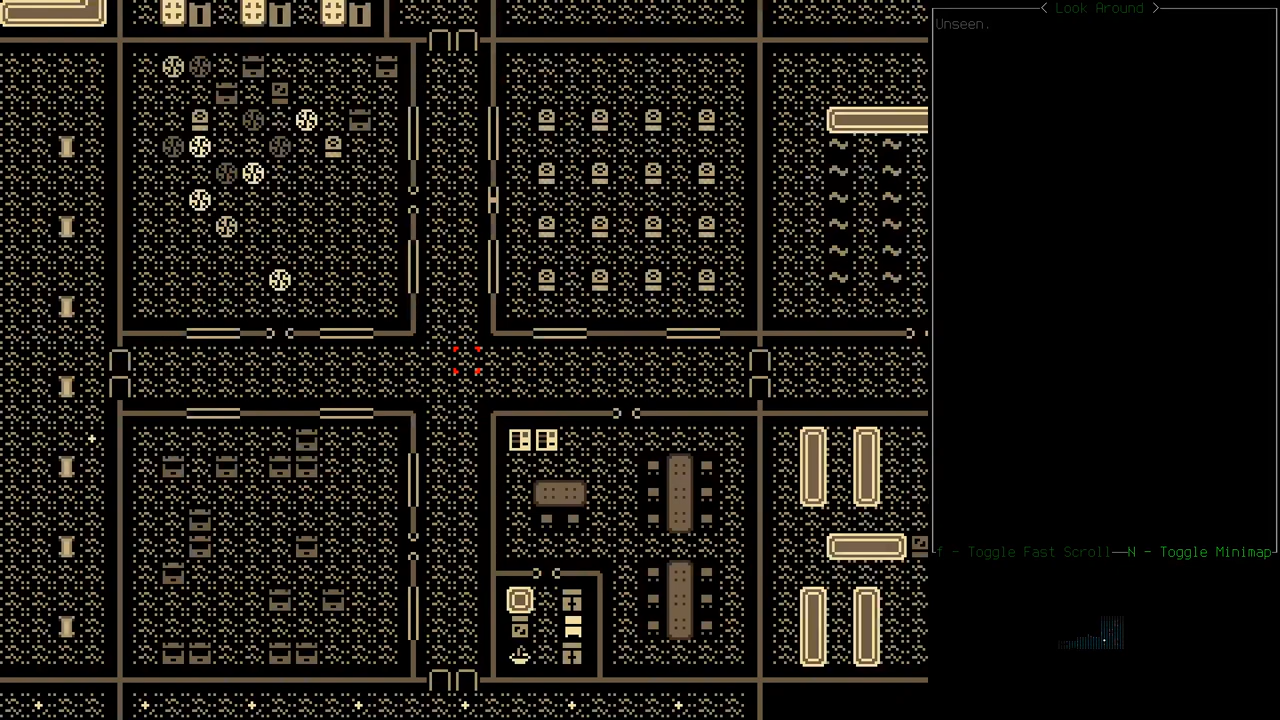 < Look Around >
Unseen.
f - Toggle Fast Scroll—N - Toggle Minimap